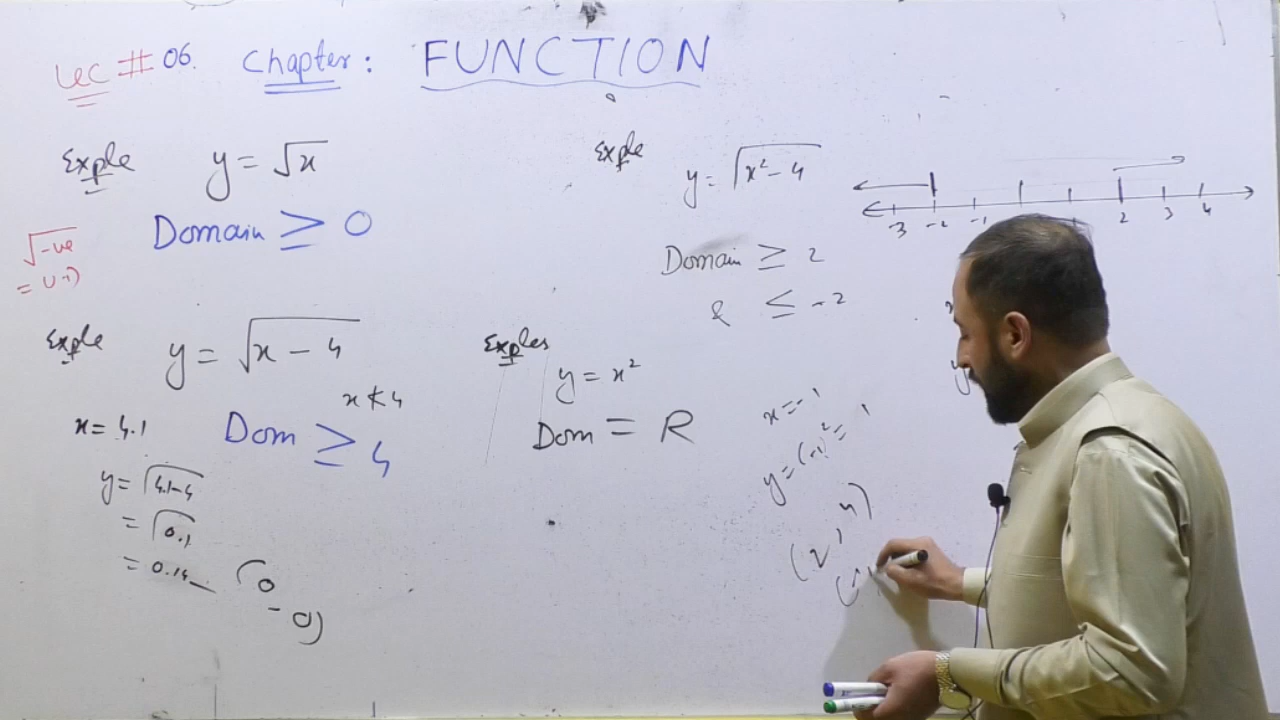 Lec # 06. Chapter: FUNCTION
Exple y = √x
Domain ≥ 0
√-ve
Exple y = √x - 4
x ≮ 4
x = 4.1 Dom ≥ 4
y = √4.1-4
= √0.1
= 0.14
Exple y = √x² - 4
-3 -2 -1 2 3 4
Domain ≥ 2
& ≤ -2
Exples
y = x²
Dom = R
x = -1
y = (-1)² = 1